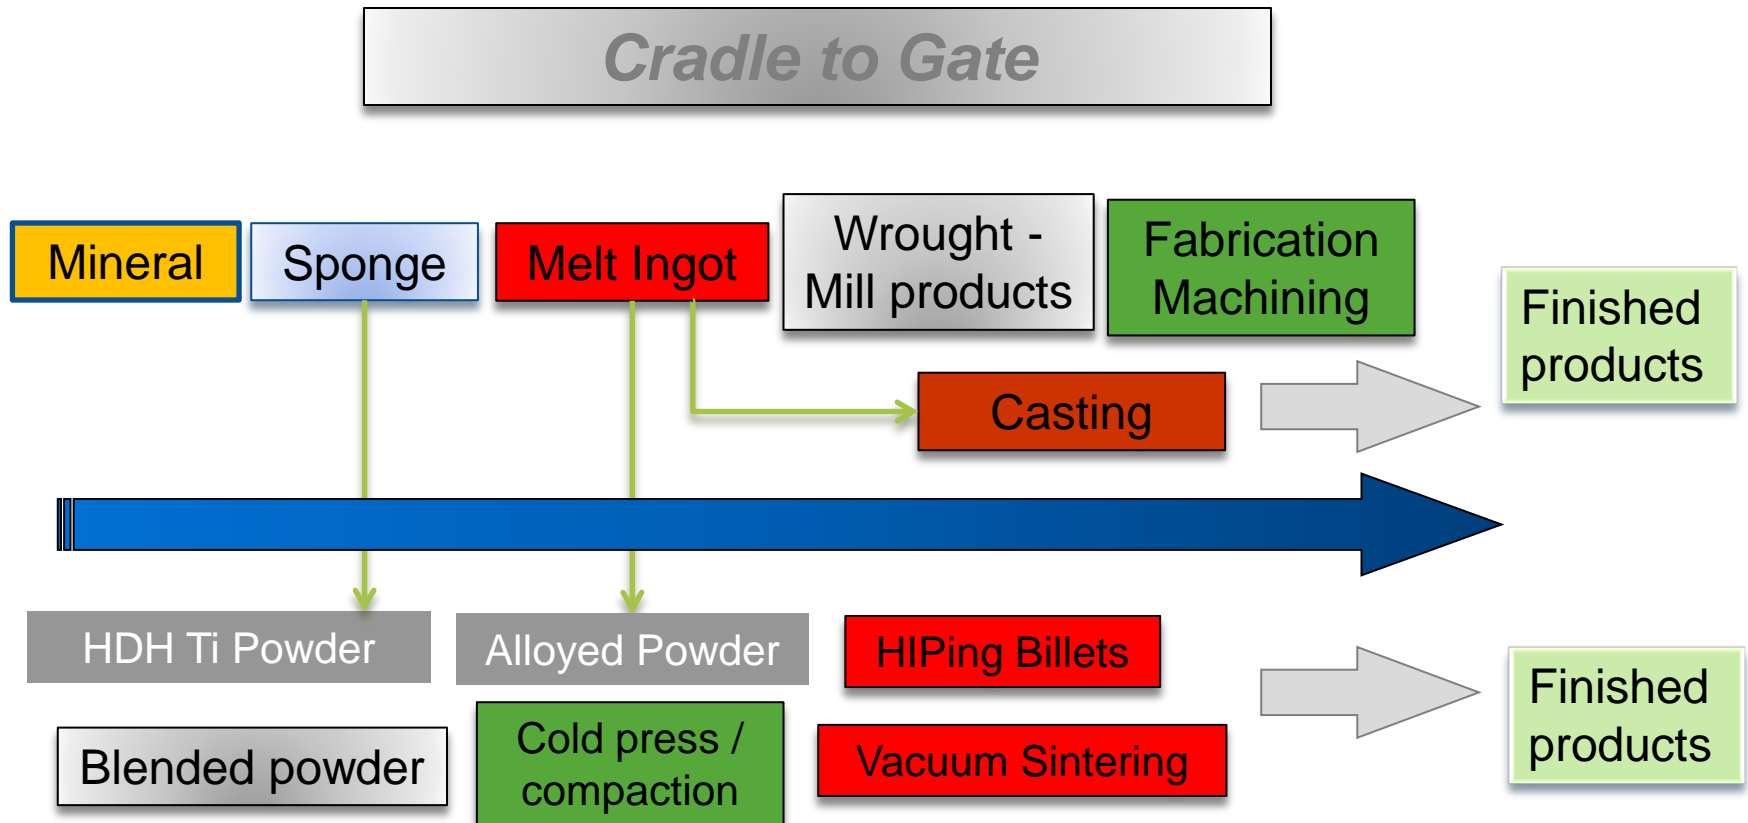 Cradle to Gate
Mineral
Sponge
Melt Ingot
Wrought -
Mill products
Fabrication
Machining
Finished
products
Casting
HDH Ti Powder
Alloyed Powder
HIPing Billets
Finished
products
Blended powder
Cold press /
compaction
Vacuum Sintering